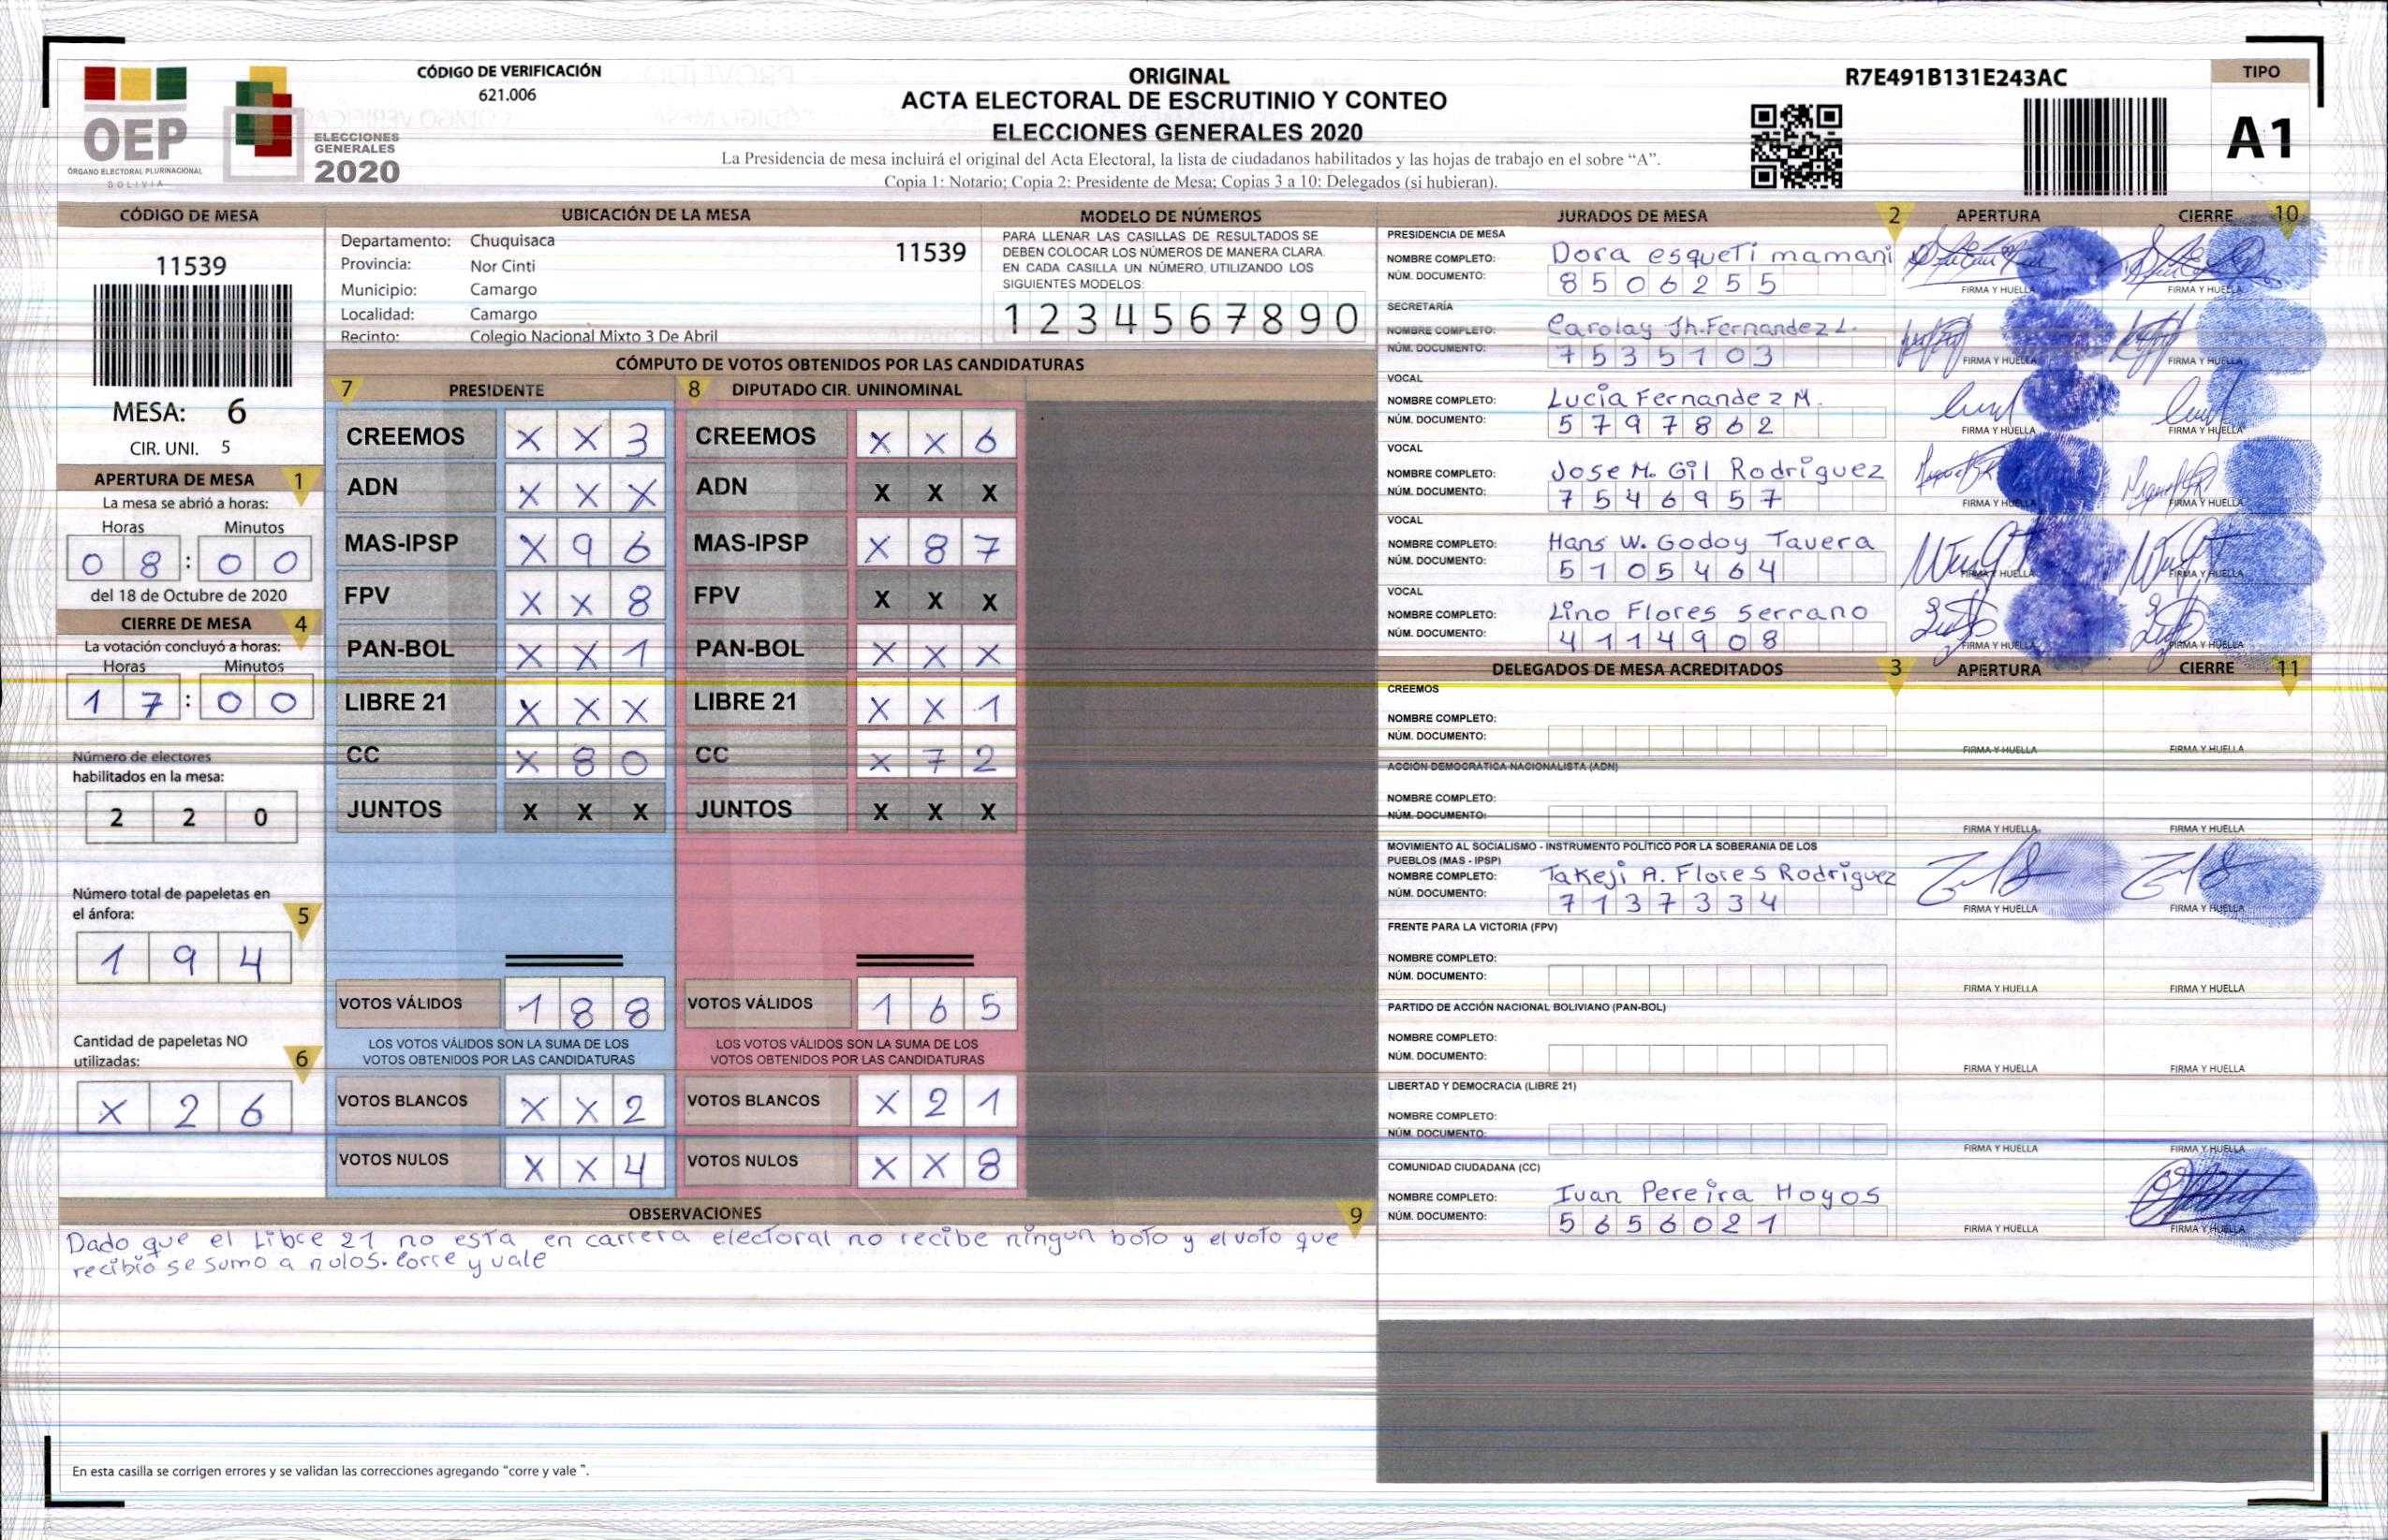 CÓDIGO DE VERIFICACIÓN
621.006
OEP
ÓRGANO ELECTORAL PLURINACIONAL
BOLIVIA
ELECCIONES
GENERALES
2020
ORIGINAL
ACTA ELECTORAL DE ESCRUTINIO Y CONTEO
ELECCIONES GENERALES 2020
La Presidencia de mesa incluirá el original del Acta Electoral, la lista de ciudadanos habilitados y las hojas de trabajo en el sobre “A”.
Copia 1: Notario; Copia 2: Presidente de Mesa; Copias 3 a 10: Delegados (si hubieran).
R7E491B131E243AC
TIPO
A1
CÓDIGO DE MESA
11539
MESA: 6
CIR. UNI. 5
APERTURA DE MESA 1
La mesa se abrió a horas:
Horas Minutos
0 8 : 0 0
del 18 de Octubre de 2020
CIERRE DE MESA 4
La votación concluyó a horas:
Horas Minutos
1 7 : 0 0
Número de electores
habilitados en la mesa:
2 2 0
Número total de papeletas en
el ánfora: 5
1 9 4
Cantidad de papeletas NO
utilizadas: 6
X 2 6
UBICACIÓN DE LA MESA
Departamento: Chuquisaca 11539
Provincia: Nor Cinti
Municipio: Camargo
Localidad: Camargo
Recinto: Colegio Nacional Mixto 3 De Abril
MODELO DE NÚMEROS
PARA LLENAR LAS CASILLAS DE RESULTADOS SE
DEBEN COLOCAR LOS NÚMEROS DE MANERA CLARA.
EN CADA CASILLA UN NÚMERO, UTILIZANDO LOS
SIGUIENTES MODELOS:
1 2 3 4 5 6 7 8 9 0
CÓMPUTO DE VOTOS OBTENIDOS POR LAS CANDIDATURAS
7 PRESIDENTE 8 DIPUTADO CIR. UNINOMINAL
CREEMOS X X 3 CREEMOS X X 6
ADN X X X ADN X X X
MAS-IPSP X 9 6 MAS-IPSP X 8 7
FPV X X 8 FPV X X X
PAN-BOL X X 1 PAN-BOL X X X
LIBRE 21 X X X LIBRE 21 X X 1
CC X 8 0 CC X 7 2
JUNTOS X X X JUNTOS X X X
VOTOS VÁLIDOS 1 8 8 VOTOS VÁLIDOS 1 6 5
LOS VOTOS VÁLIDOS SON LA SUMA DE LOS LOS VOTOS VÁLIDOS SON LA SUMA DE LOS
VOTOS OBTENIDOS POR LAS CANDIDATURAS VOTOS OBTENIDOS POR LAS CANDIDATURAS
VOTOS BLANCOS X X 2 VOTOS BLANCOS X 2 1
VOTOS NULOS X X 4 VOTOS NULOS X X 8
OBSERVACIONES 9
Dado que el Libre 21 no esta en carrera electoral no recibe ningun boto y el voto que
recibio se sumo a nulos. Corre y vale
En esta casilla se corrigen errores y se validan las correcciones agregando “corre y vale ”.
JURADOS DE MESA 2 APERTURA CIERRE 10
PRESIDENCIA DE MESA
NOMBRE COMPLETO: Dora esqueti mamani
NÚM. DOCUMENTO: 8 5 0 6 2 5 5
FIRMA Y HUELLA FIRMA Y HUELLA
SECRETARÍA
NOMBRE COMPLETO: Carolay Jh. Fernandez L.
NÚM. DOCUMENTO: 7 5 3 5 1 0 3
FIRMA Y HUELLA FIRMA Y HUELLA
VOCAL
NOMBRE COMPLETO: Lucia Fernandez M.
NÚM. DOCUMENTO: 5 7 9 7 8 6 2
FIRMA Y HUELLA FIRMA Y HUELLA
VOCAL
NOMBRE COMPLETO: Jose M. Gil Rodriguez
NÚM. DOCUMENTO: 7 5 4 6 9 5 7
FIRMA Y HUELLA FIRMA Y HUELLA
VOCAL
NOMBRE COMPLETO: Hans W. Godoy Tavera
NÚM. DOCUMENTO: 5 1 0 5 4 6 4
FIRMA Y HUELLA FIRMA Y HUELLA
VOCAL
NOMBRE COMPLETO: Lino Flores Serrano
NÚM. DOCUMENTO: 4 1 1 4 9 0 8
FIRMA Y HUELLA FIRMA Y HUELLA
DELEGADOS DE MESA ACREDITADOS 3 APERTURA CIERRE 11
CREEMOS
NOMBRE COMPLETO:
NÚM. DOCUMENTO:
FIRMA Y HUELLA FIRMA Y HUELLA
ACCIÓN DEMOCRÁTICA NACIONALISTA (ADN)
NOMBRE COMPLETO:
NÚM. DOCUMENTO:
FIRMA Y HUELLA FIRMA Y HUELLA
MOVIMIENTO AL SOCIALISMO - INSTRUMENTO POLÍTICO POR LA SOBERANIA DE LOS
PUEBLOS (MAS - IPSP)
NOMBRE COMPLETO: Takeji A. Flores Rodriguez
NÚM. DOCUMENTO: 7 1 3 7 3 3 4
FIRMA Y HUELLA FIRMA Y HUELLA
FRENTE PARA LA VICTORIA (FPV)
NOMBRE COMPLETO:
NÚM. DOCUMENTO:
FIRMA Y HUELLA FIRMA Y HUELLA
PARTIDO DE ACCIÓN NACIONAL BOLIVIANO (PAN-BOL)
NOMBRE COMPLETO:
NÚM. DOCUMENTO:
FIRMA Y HUELLA FIRMA Y HUELLA
LIBERTAD Y DEMOCRACIA (LIBRE 21)
NOMBRE COMPLETO:
NÚM. DOCUMENTO:
FIRMA Y HUELLA FIRMA Y HUELLA
COMUNIDAD CIUDADANA (CC)
NOMBRE COMPLETO: Ivan Pereira Hoyos
NÚM. DOCUMENTO: 5 6 5 6 0 2 1
FIRMA Y HUELLA FIRMA Y HUELLA